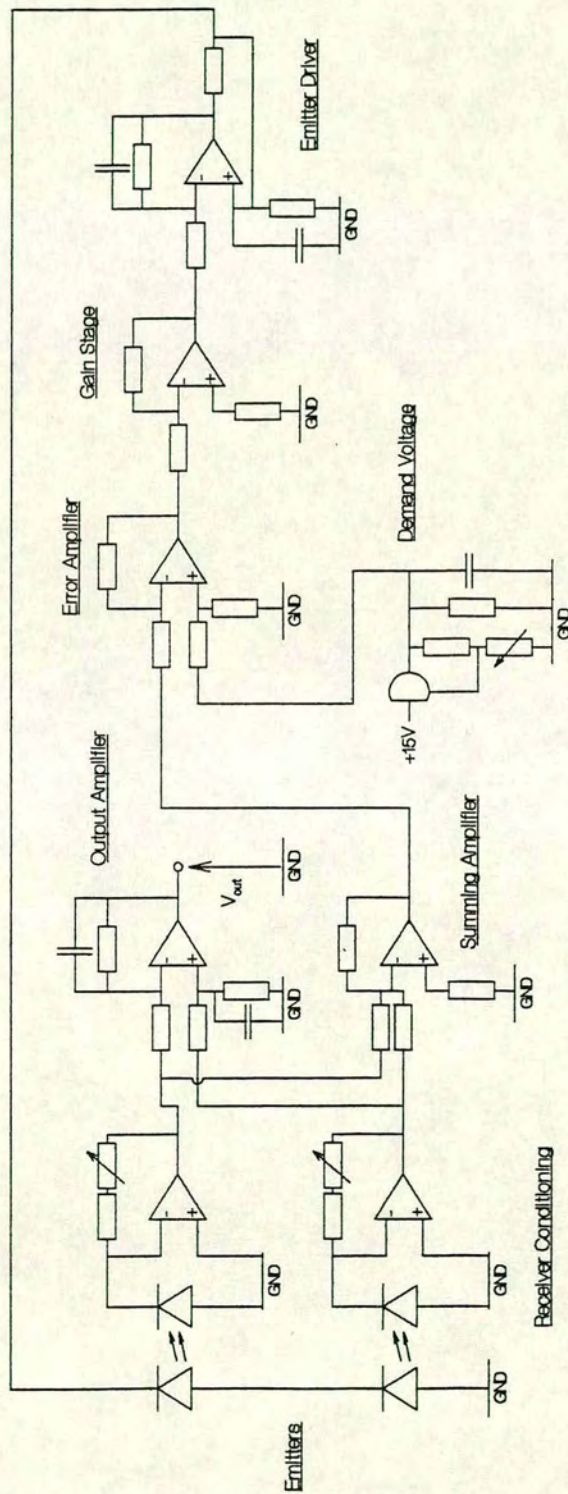 Emitters
GND
-
+
GND
-
+
GND
Receiver Conditioning
Output Amplifier
-
+
GND
Vout
GND
-
+
GND
Summing Amplifier
Error Amplifier
-
+
GND
+15V
Demand Voltage
GND
Gain Stage
-
+
GND
-
+
Emitter Driver
GND